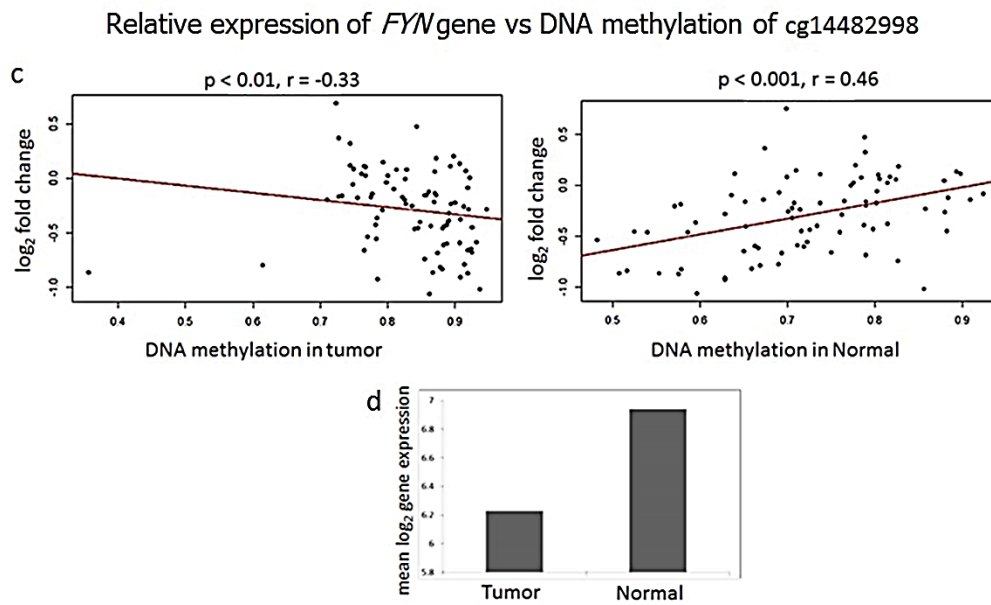 Relative expression of FYN gene vs DNA methylation of cg14482998
c
p < 0.01, r = -0.33
log2 fold change
0.5
0.0
-0.5
-1.0
0.4 0.5 0.6 0.7 0.8 0.9
DNA methylation in tumor
p < 0.001, r = 0.46
log2 fold change
0.5
0.0
-0.5
-1.0
0.5 0.6 0.7 0.8 0.9
DNA methylation in Normal
d
mean log2 gene expression
7
6.8
6.6
6.4
6.2
6
5.8
Tumor Normal